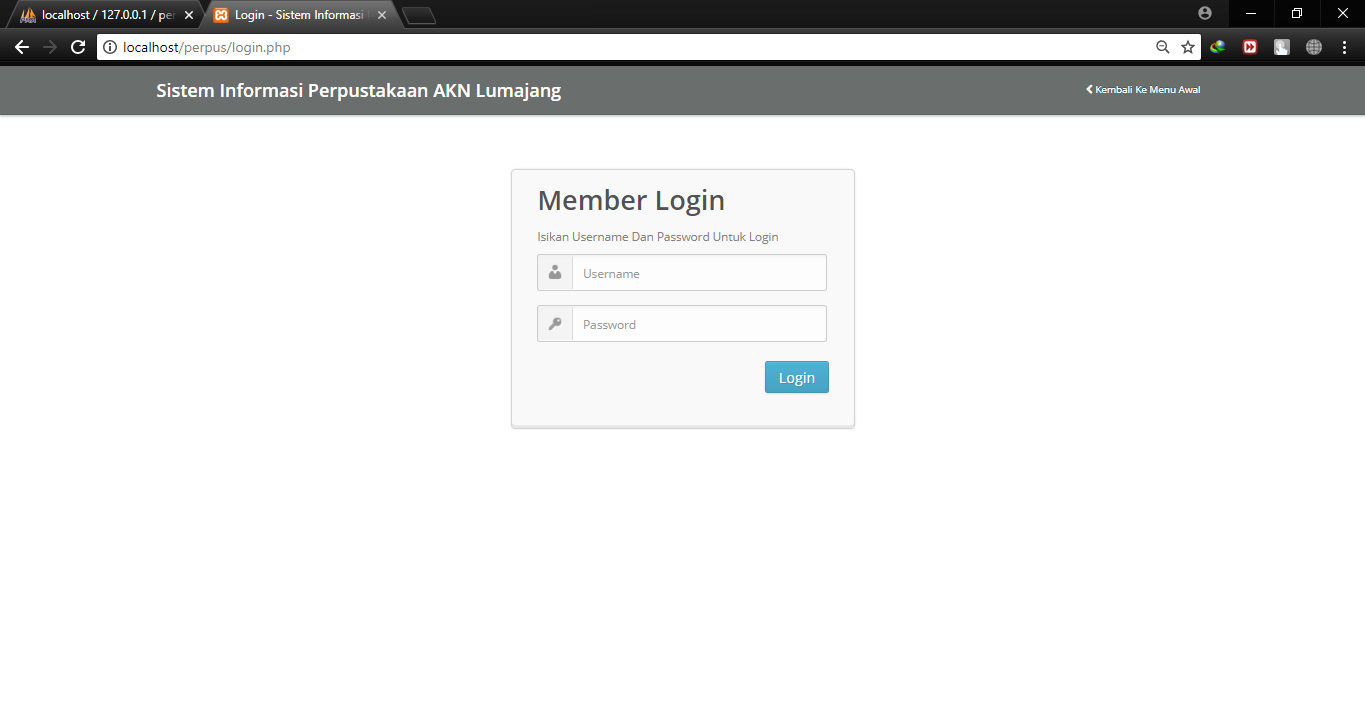 localhost / 127.0.0.1 / per
Login - Sistem Informasi
localhost/perpus/login.php
Sistem Informasi Perpustakaan AKN Lumajang
Kembali Ke Menu Awal
Member Login
Isikan Username Dan Password Untuk Login
Username
Password
Login